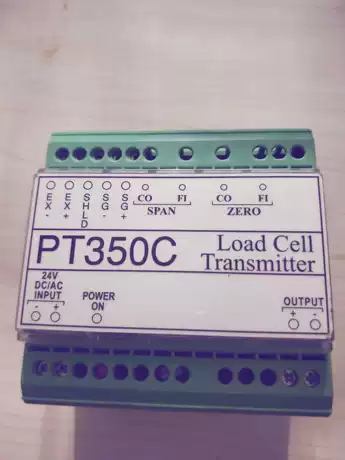 EX- EX+ SHLD SG- SG+ CO FI CO FI
SPAN ZERO
PT350C Load Cell
Transmitter
24V
DC/AC
INPUT
- +
POWER
ON
OUTPUT
+ -